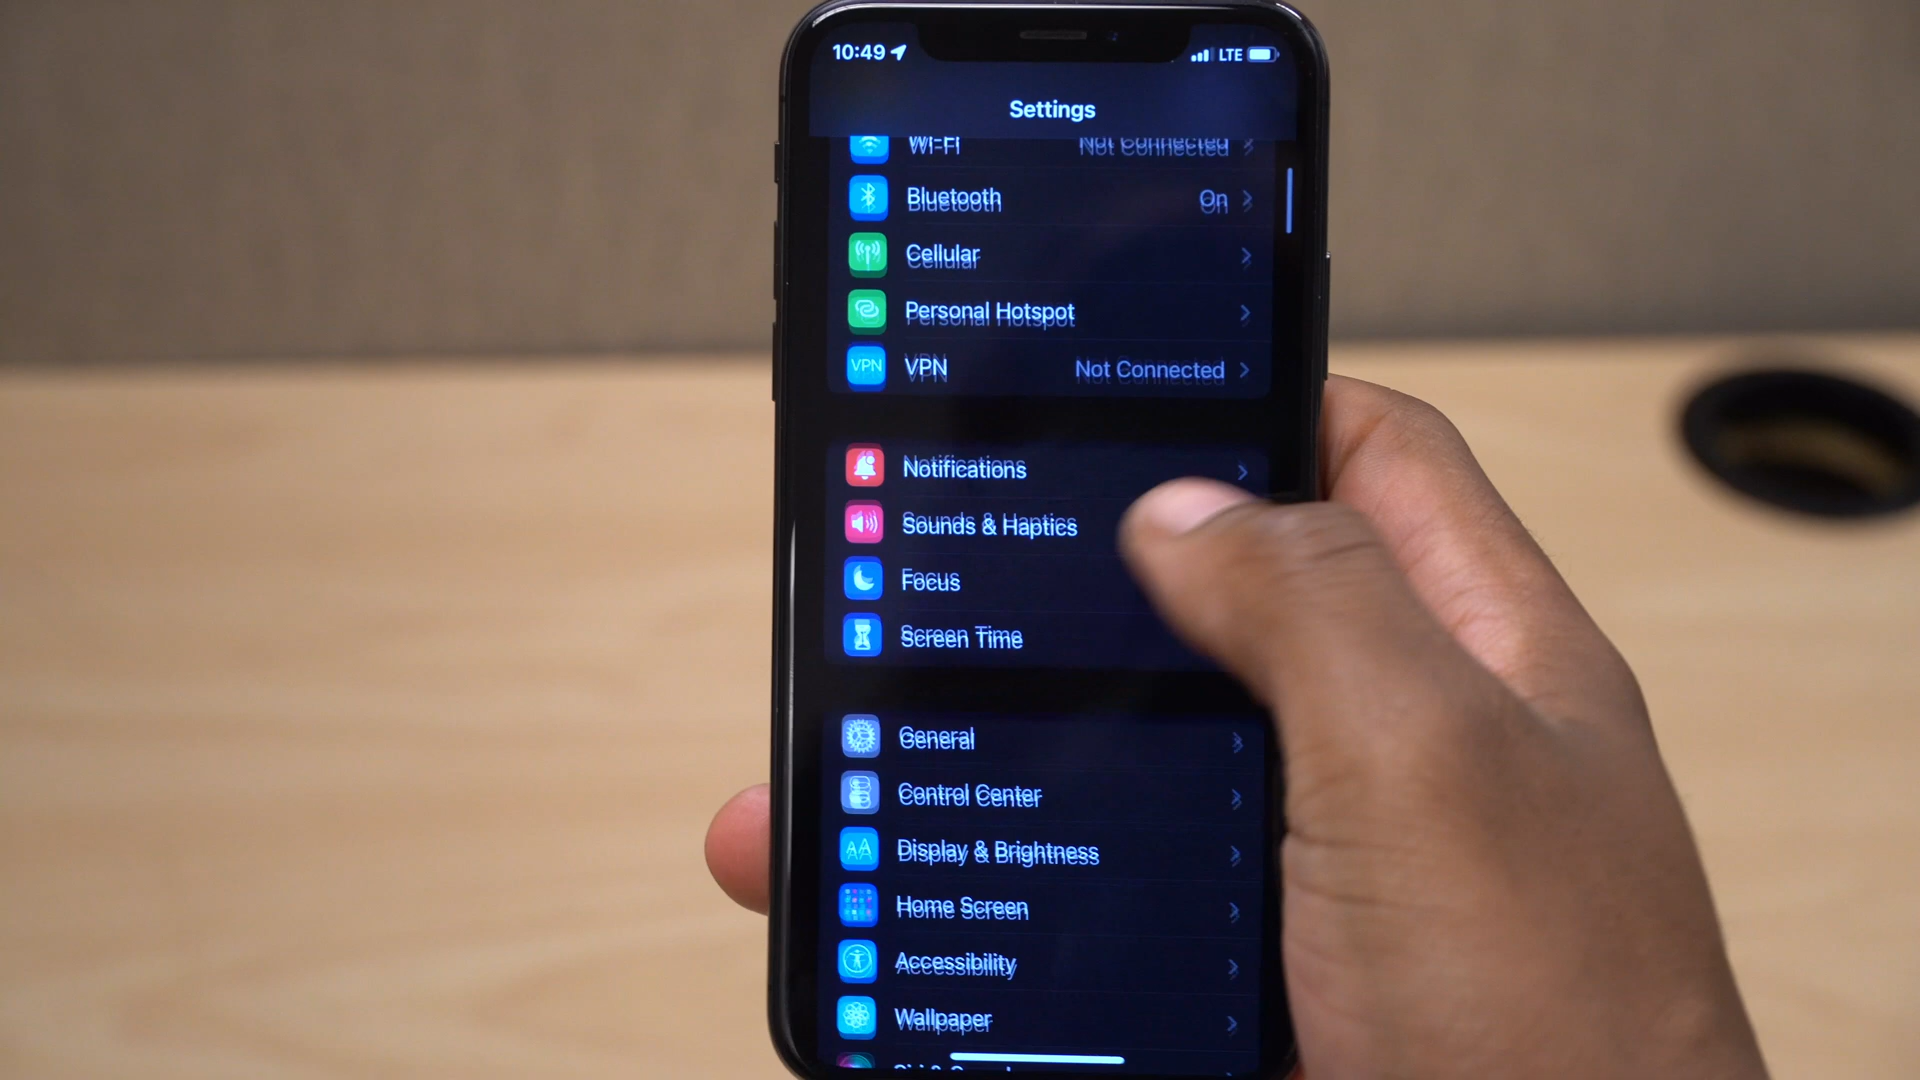 10:49 LTE
Settings
Wi-Fi Not Connected
Bluetooth On
Cellular
Personal Hotspot
VPN VPN Not Connected
Notifications
Sounds & Haptics
Focus
Screen Time
General
Control Center
AA Display & Brightness
Home Screen
Accessibility
Wallpaper